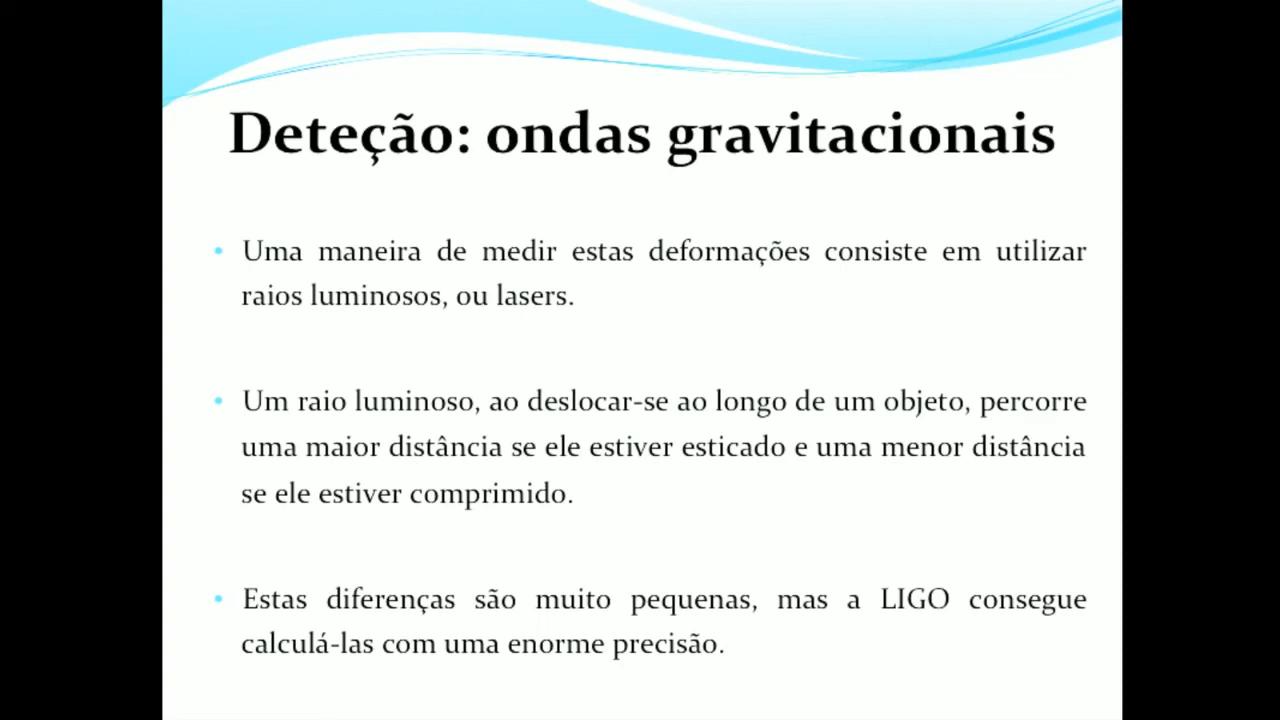 Deteção: ondas gravitacionais
• Uma maneira de medir estas deformações consiste em utilizar
raios luminosos, ou lasers.
• Um raio luminoso, ao deslocar-se ao longo de um objeto, percorre
uma maior distância se ele estiver esticado e uma menor distância
se ele estiver comprimido.
• Estas diferenças são muito pequenas, mas a LIGO consegue
calculá-las com uma enorme precisão.